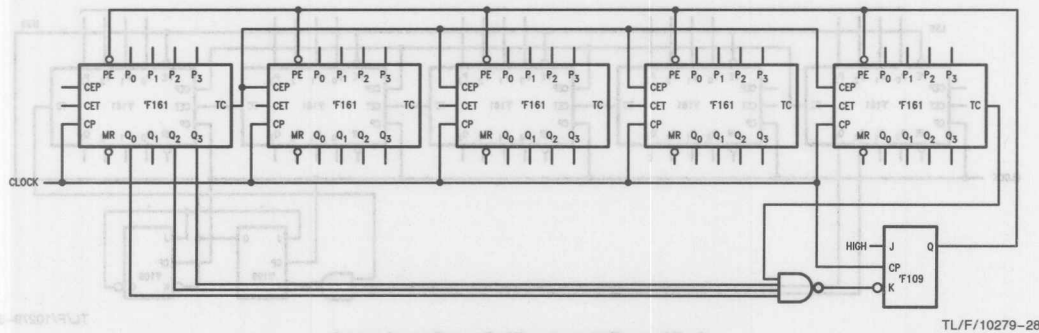 PE P0 P1 P2 P3
CEP
CET 'F161 TC
CP
MR Q0 Q1 Q2 Q3
PE P0 P1 P2 P3
CEP
CET 'F161 TC
CP
MR Q0 Q1 Q2 Q3
PE P0 P1 P2 P3
CEP
CET 'F161 TC
CP
MR Q0 Q1 Q2 Q3
PE P0 P1 P2 P3
CEP
CET 'F161 TC
CP
MR Q0 Q1 Q2 Q3
PE P0 P1 P2 P3
CEP
CET 'F161 TC
CP
MR Q0 Q1 Q2 Q3
CLOCK
HIGH J Q
CP
'F109
K
TL/F/10279-28